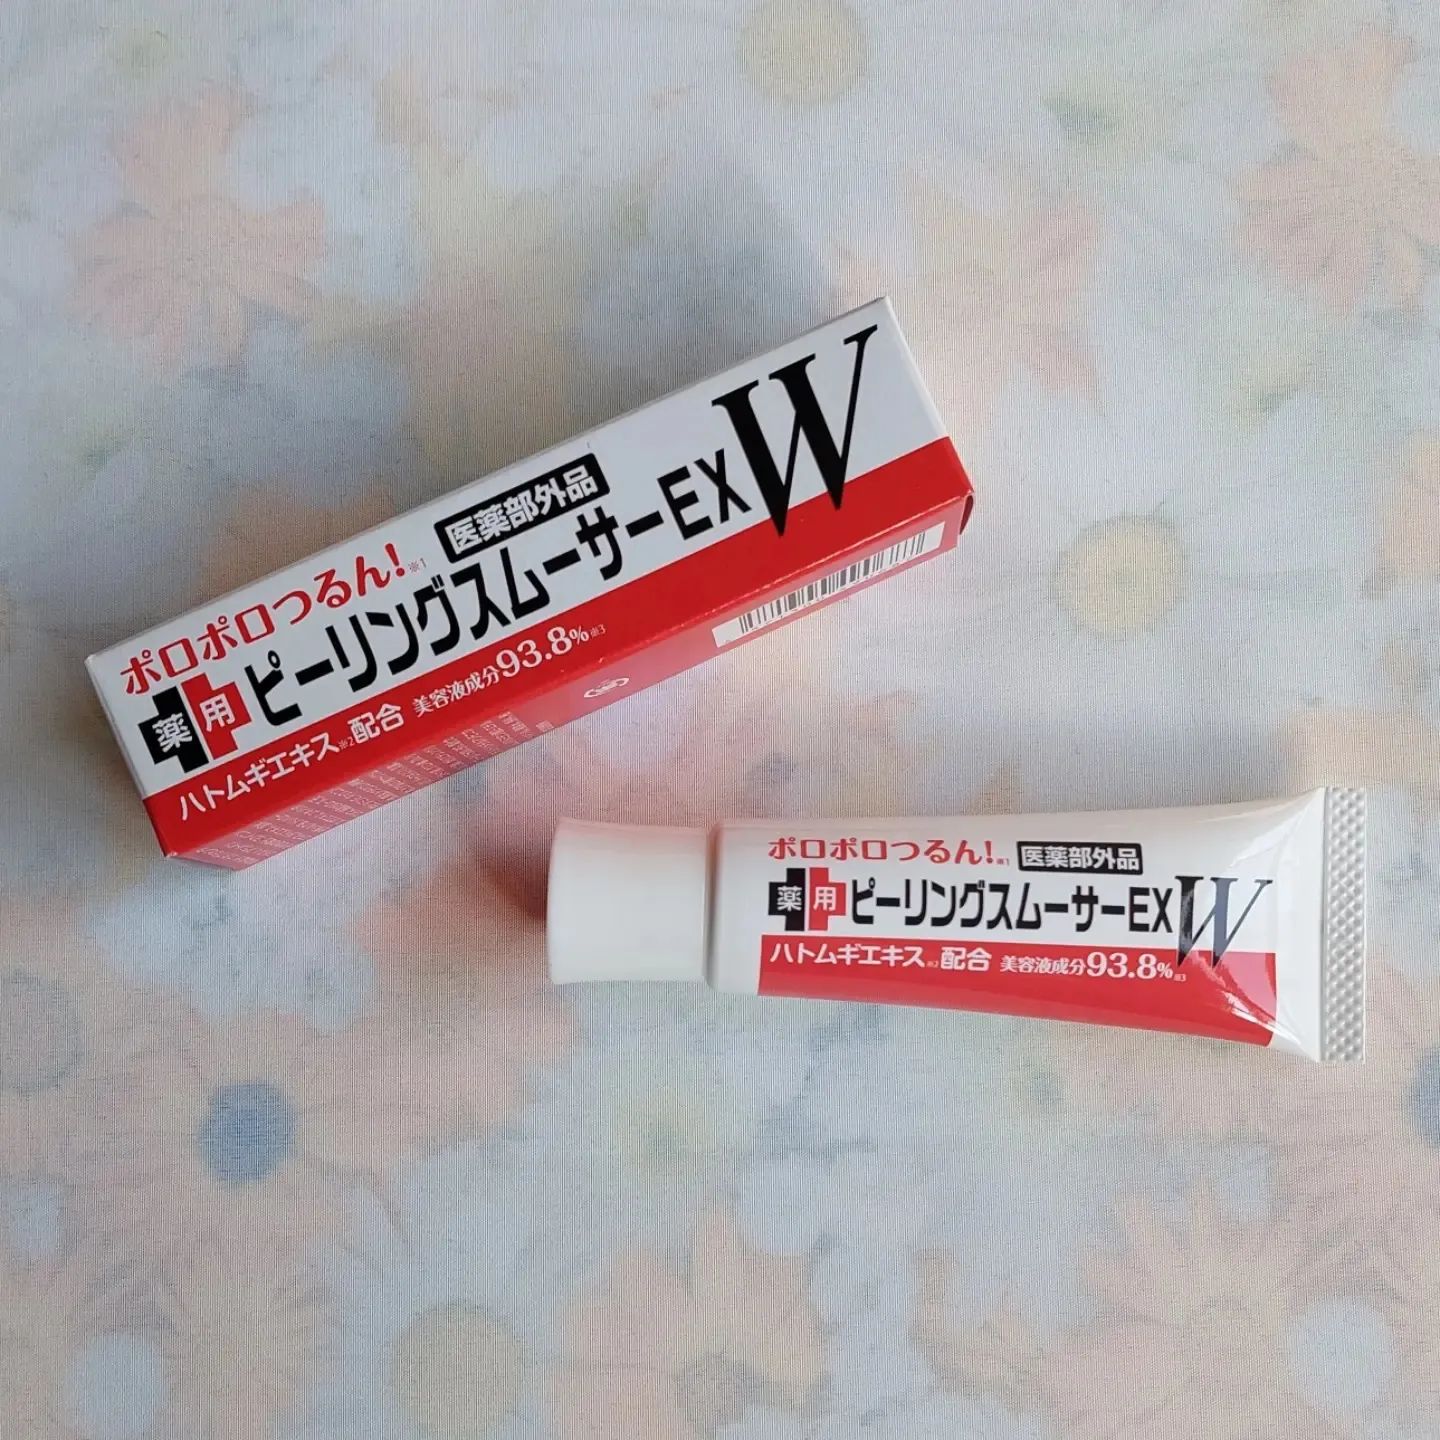 ポロポロつるん!※1 医薬部外品
薬用 ピーリングスムーサーEX W
ハトムギエキス※2配合 美容液成分93.8%※3
ポロポロつるん!※1 医薬部外品
薬用 ピーリングスムーサーEX W
ハトムギエキス※2配合 美容液成分93.8%※3